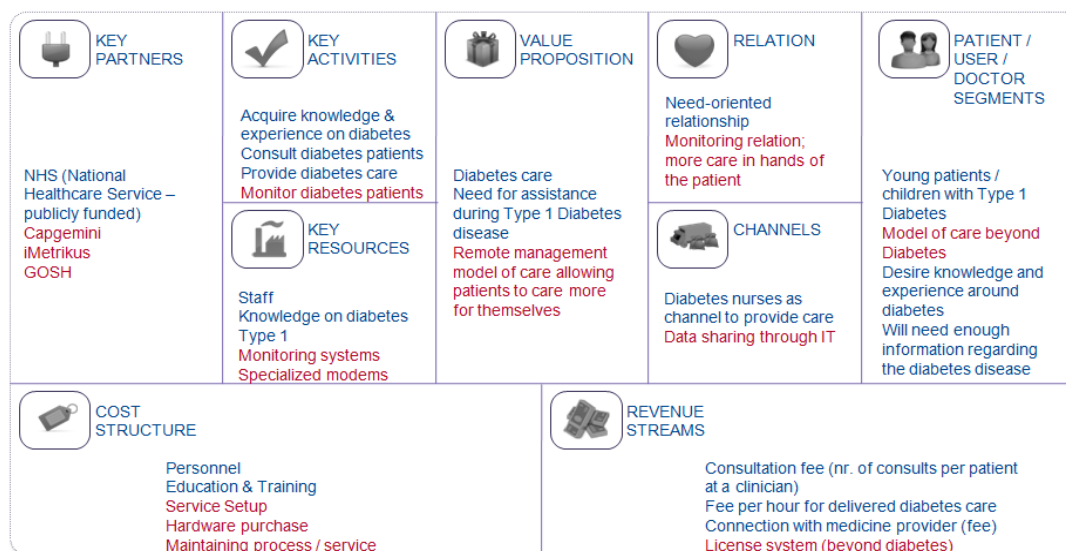 KEY
PARTNERS
NHS (National
Healthcare Service –
publicly funded)
Capgemini
iMetrikus
GOSH
KEY
ACTIVITIES
Acquire knowledge &
experience on diabetes
Consult diabetes patients
Provide diabetes care
Monitor diabetes patients
KEY
RESOURCES
Staff
Knowledge on diabetes
Type 1
Monitoring systems
Specialized modems
VALUE
PROPOSITION
Diabetes care
Need for assistance
during Type 1 Diabetes
disease
Remote management
model of care allowing
patients to care more
for themselves
RELATION
Need-oriented
relationship
Monitoring relation;
more care in hands of
the patient
CHANNELS
Diabetes nurses as
channel to provide care
Data sharing through IT
PATIENT /
USER /
DOCTOR
SEGMENTS
Young patients /
children with Type 1
Diabetes
Model of care beyond
Diabetes
Desire knowledge and
experience around
diabetes
Will need enough
information regarding
the diabetes disease
COST
STRUCTURE
Personnel
Education & Training
Service Setup
Hardware purchase
Maintaining process / service
REVENUE
STREAMS
Consultation fee (nr. of consults per patient
at a clinician)
Fee per hour for delivered diabetes care
Connection with medicine provider (fee)
License system (beyond diabetes)